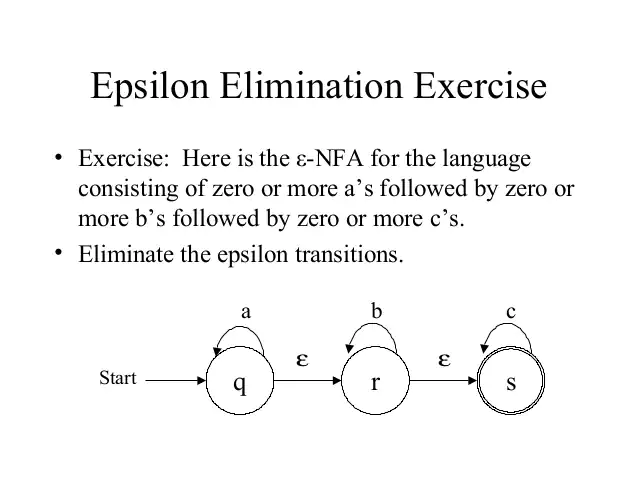 Epsilon Elimination Exercise
• Exercise:  Here is the ε-NFA for the language
consisting of zero or more a’s followed by zero or
more b’s followed by zero or more c’s.
• Eliminate the epsilon transitions.
a b c
ε ε
Start q r s